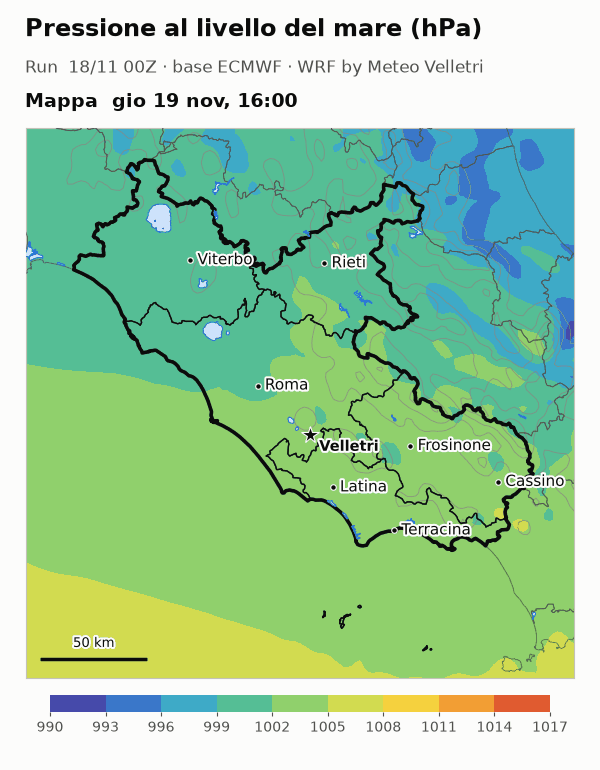 Pressione al livello del mare (hPa)
Run  18/11 00Z · base ECMWF · WRF by Meteo Velletri
Mappa  gio 19 nov, 16:00
Viterbo
Rieti
Roma
Velletri
Frosinone
Cassino
Latina
Terracina
50 km
990 993 996 999 1002 1005 1008 1011 1014 1017